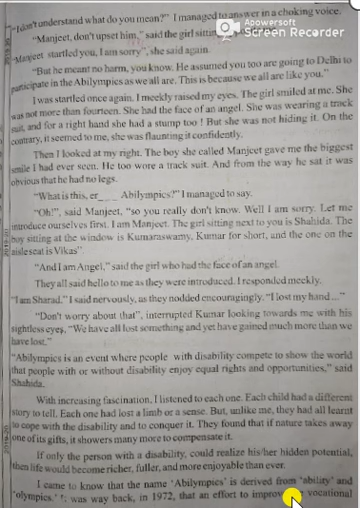 "I don't understand what do you mean?" I managed to answer in a choking voice.
"Manjeet, don't upset him," said the girl sitting
Apowersoft
Screen Recorder
"Manjeet startled you, I am sorry", she said again.
"But he meant no harm, you know. He assumed you too are going to Delhi to
participate in the Abilympics as we all are. This is because we all are like you."
I was startled once again. I meekly raised my eyes. The girl smiled at me. She
was not more than fourteen. She had the face of an angel. She was wearing a track
suit, and for a right hand she had a stump too ! But she was not hiding it. On the
contrary, it seemed to me, she was flaunting it confidently.
Then I looked at my right. The boy she called Manjeet gave me the biggest
smile I had ever seen. He too wore a track suit. And from the way he sat it was
obvious that he had no legs.
"What is this, er___ Abilympics?" I managed to say.
"Oh!", said Manjeet, "so you really don't know. Well I am sorry. Let me
introduce ourselves first. I am Manjeet. The girl sitting next to you is Shahida. The
boy sitting at the window is Kumaraswamy, Kumar for short, and the one on the
aisle seat is Vikas"
"And I am Angel," said the girl who had the face of an angel.
They all said hello to me as they were introduced. I responded meekly.
"I am Sharad." I said nervously, as they nodded encouragingly. "I lost my hand ..."
"Don't worry about that", interrupted Kumar looking towards me with his
sightless eyes, "We have all lost something and yet have gained much more than we
have lost."
"Abilympics is an event where people with disability compete to show the world
that people with or without disability enjoy equal rights and opportunities," said
Shahida.
With increasing fascination, I listened to each one. Each child had a different
story to tell. Each one had lost a limb or a sense. But, unlike me, they had all learnt
to cope with the disability and to conquer it. They found that if nature takes away
one of its gifts, it showers many more to compensate it.
If only the person with a disability, could realize his/her hidden potential,
then life would become richer, fuller, and more enjoyable than ever.
I came to know that the name 'Abilympics' is derived from 'ability' and
'olympics.' It was way back, in 1972, that an effort to improve vocational